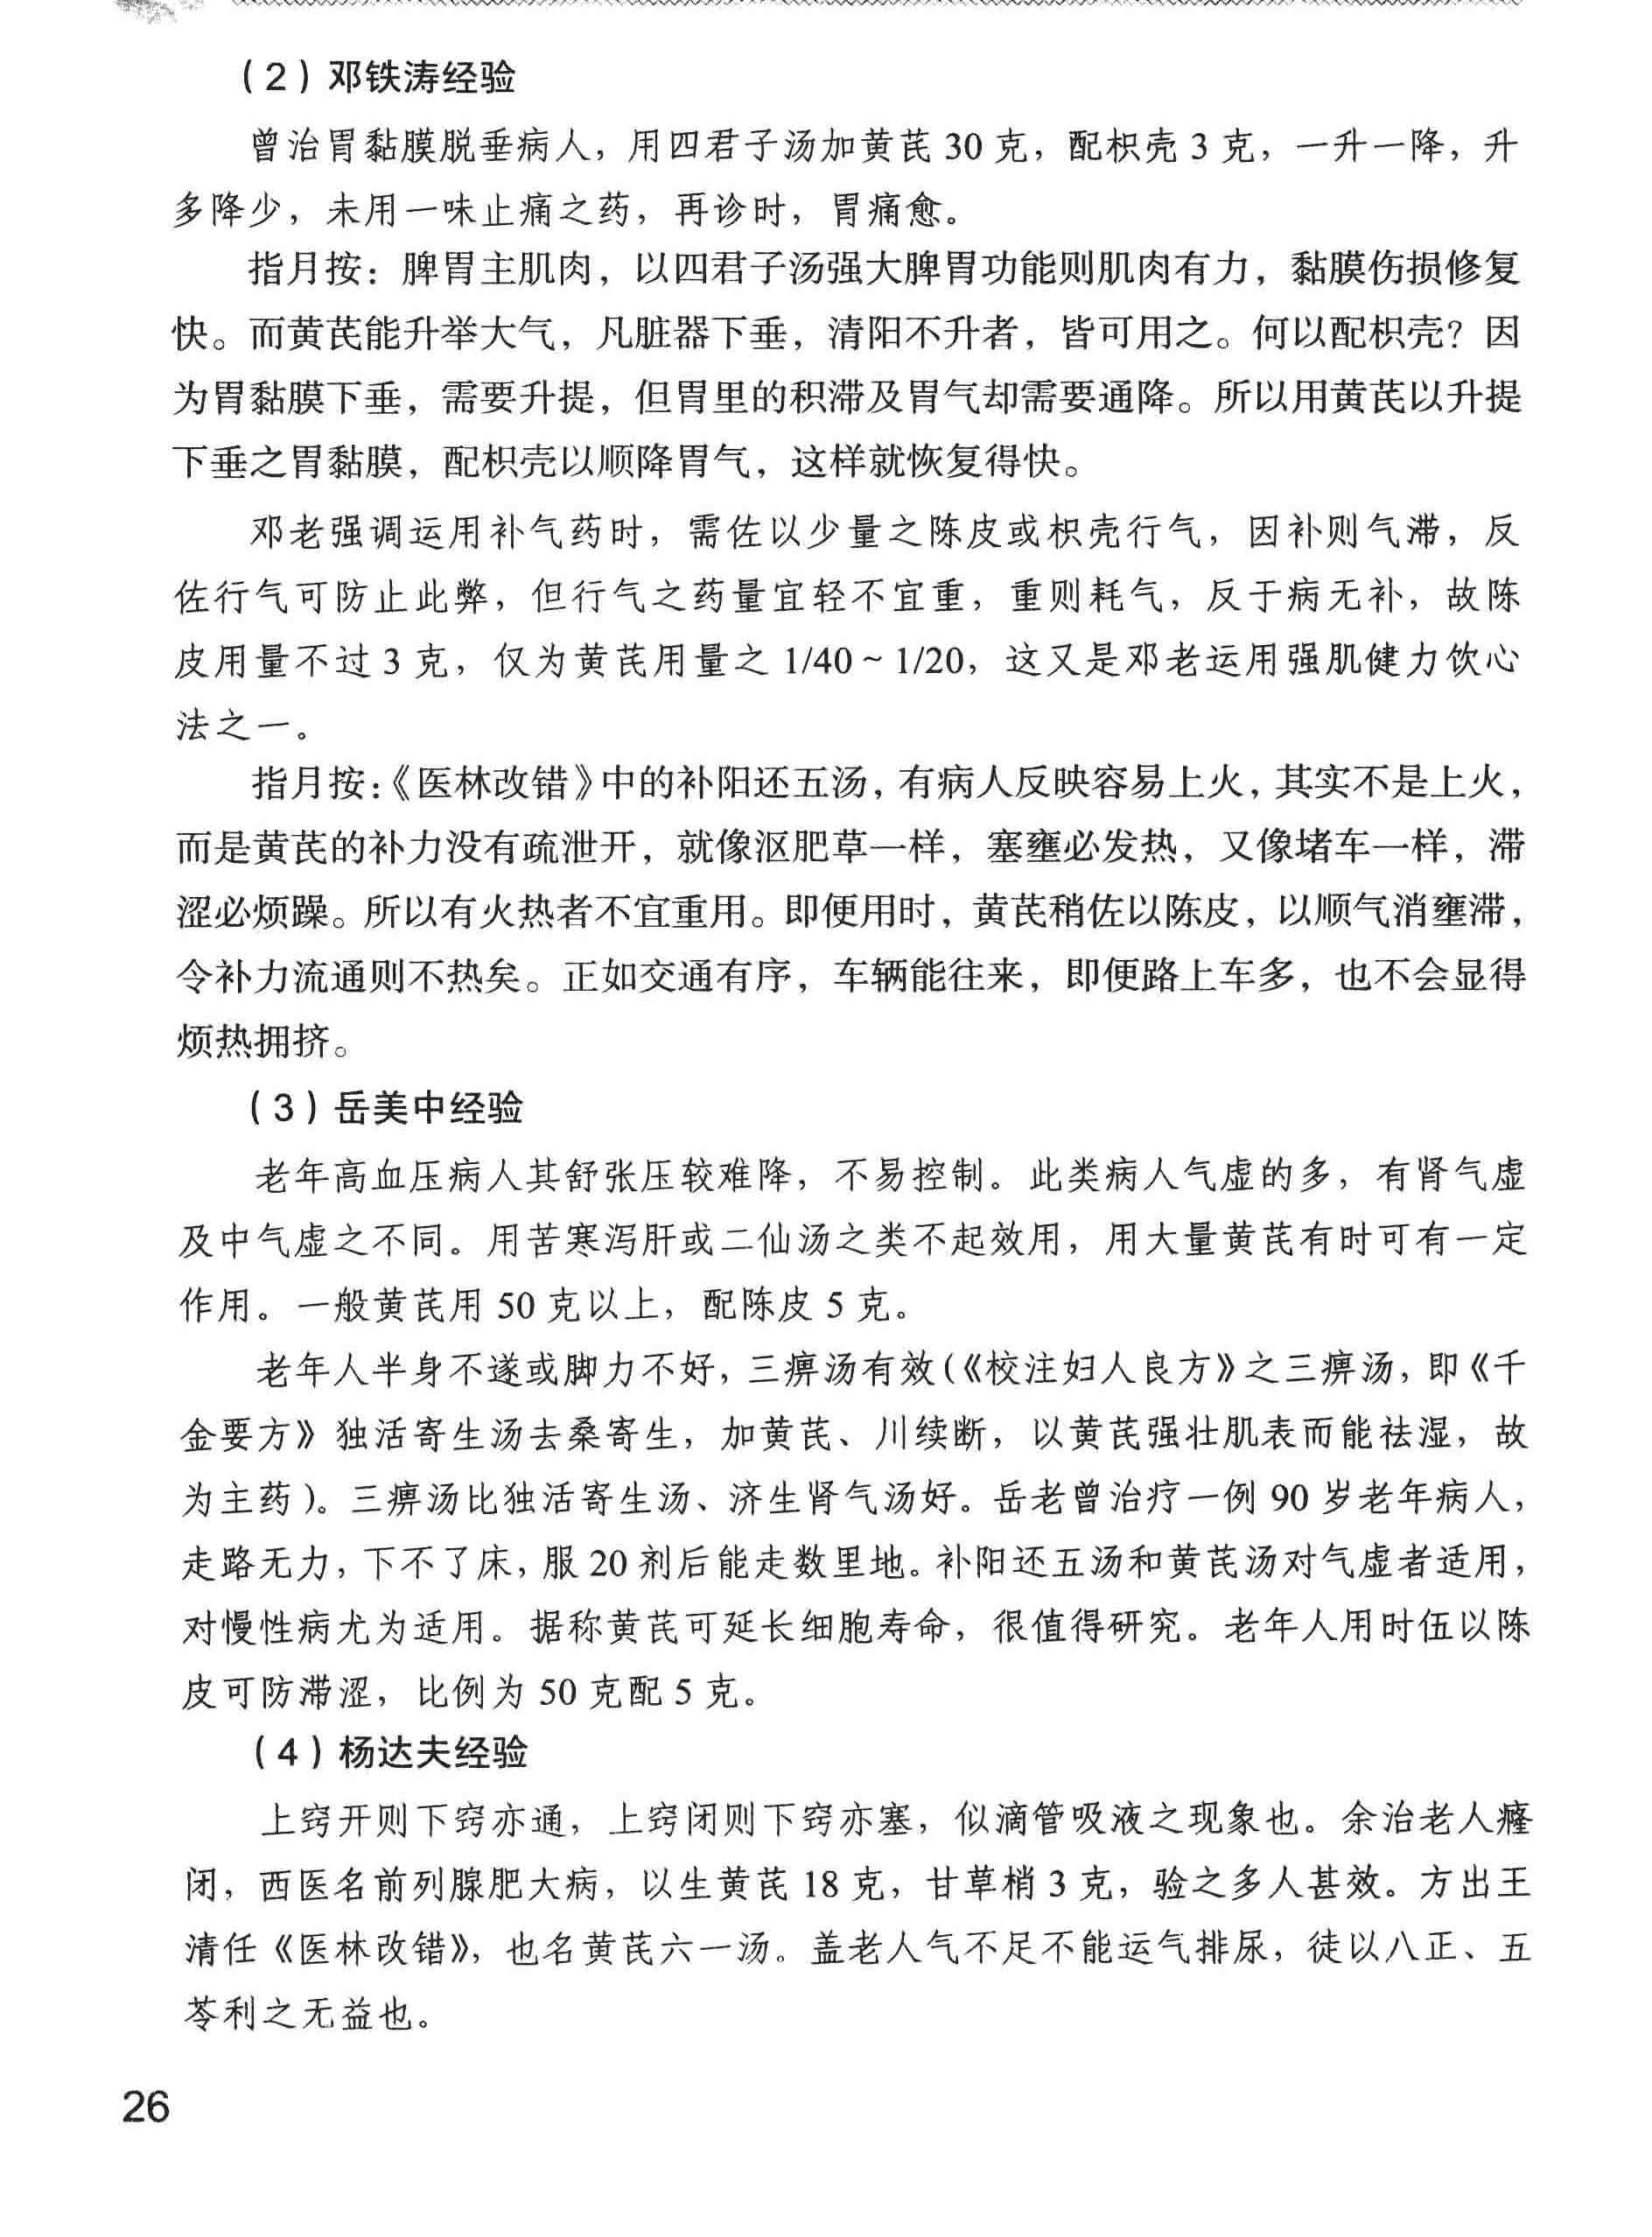 （2）邓铁涛经验
曾治胃黏膜脱垂病人，用四君子汤加黄芪 30 克，配枳壳 3 克，一升一降，升
多降少，未用一味止痛之药，再诊时，胃痛愈。
指月按：脾胃主肌肉，以四君子汤强大脾胃功能则肌肉有力，黏膜伤损修复
快。而黄芪能升举大气，凡脏器下垂，清阳不升者，皆可用之。何以配枳壳？因
为胃黏膜下垂，需要升提，但胃里的积滞及胃气却需要通降。所以用黄芪以升提
下垂之胃黏膜，配枳壳以顺降胃气，这样就恢复得快。
邓老强调运用补气药时，需佐以少量之陈皮或枳壳行气，因补则气滞，反
佐行气可防止此弊，但行气之药量宜轻不宜重，重则耗气，反于病无补，故陈
皮用量不过 3 克，仅为黄芪用量之 1/40～1/20，这又是邓老运用强肌健力饮心
法之一。
指月按：《医林改错》中的补阳还五汤，有病人反映容易上火，其实不是上火，
而是黄芪的补力没有疏泄开，就像沤肥草一样，塞壅必发热，又像堵车一样，滞
涩必烦躁。所以有火热者不宜重用。即便用时，黄芪稍佐以陈皮，以顺气消壅滞，
令补力流通则不热矣。正如交通有序，车辆能往来，即便路上车多，也不会显得
烦热拥挤。
（3）岳美中经验
老年高血压病人其舒张压较难降，不易控制。此类病人气虚的多，有肾气虚
及中气虚之不同。用苦寒泻肝或二仙汤之类不起效用，用大量黄芪有时可有一定
作用。一般黄芪用 50 克以上，配陈皮 5 克。
老年人半身不遂或脚力不好，三痹汤有效（《校注妇人良方》之三痹汤，即《千
金要方》独活寄生汤去桑寄生，加黄芪、川续断，以黄芪强壮肌表而能祛湿，故
为主药）。三痹汤比独活寄生汤、济生肾气汤好。岳老曾治疗一例 90 岁老年病人，
走路无力，下不了床，服 20 剂后能走数里地。补阳还五汤和黄芪汤对气虚者适用，
对慢性病尤为适用。据称黄芪可延长细胞寿命，很值得研究。老年人用时伍以陈
皮可防滞涩，比例为 50 克配 5 克。
（4）杨达夫经验
上窍开则下窍亦通，上窍闭则下窍亦塞，似滴管吸液之现象也。余治老人癃
闭，西医名前列腺肥大病，以生黄芪 18 克，甘草梢 3 克，验之多人甚效。方出王
清任《医林改错》，也名黄芪六一汤。盖老人气不足不能运气排尿，徒以八正、五
苓利之无益也。
26